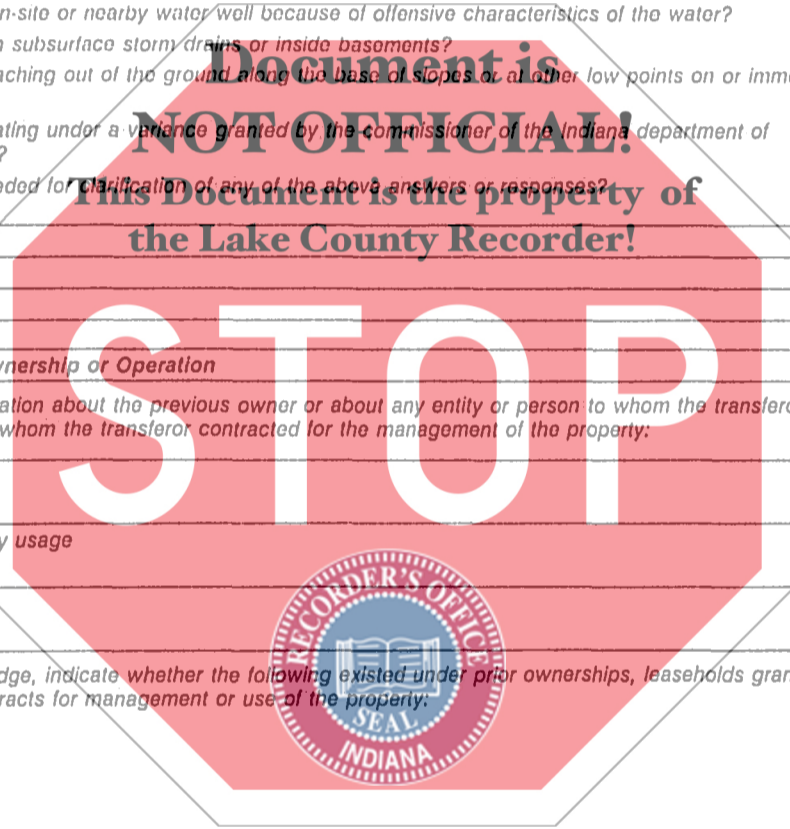 n-site or nearby water well because of offensive characteristics of the water?
subsurface storm drains or inside basements?
Document is
aching out of the ground along the base of slopes or at other low points on or imme
NOT OFFICIAL!
ating under a variance granted by the commissioner of the Indiana department of
?
eded for clarification of any of the above answers or responses?
This Document is the property of
the Lake County Recorder!
STOP
wnership or Operation
ation about the previous owner or about any entity or person to whom the transfero
whom the transferor contracted for the management of the property:
y usage
RECORDER'S OFFICE
SEAL
INDIANA
dge, indicate whether the following existed under prior ownerships, leaseholds gran
racts for management or use of the property: